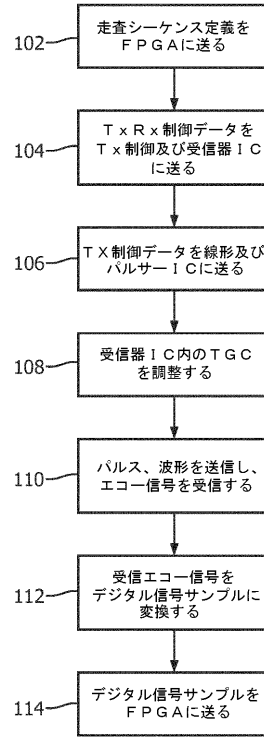 102
走査シーケンス定義を
ＦＰＧＡに送る
104
ＴｘＲｘ制御データを
Ｔｘ制御及び受信器ＩＣ
に送る
106
ＴＸ制御データを線形及び
パルサーＩＣに送る
108
受信器ＩＣ内のＴＧＣ
を調整する
110
パルス、波形を送信し、
エコー信号を受信する
112
受信エコー信号を
デジタル信号サンプルに
変換する
114
デジタル信号サンプルを
ＦＰＧＡに送る